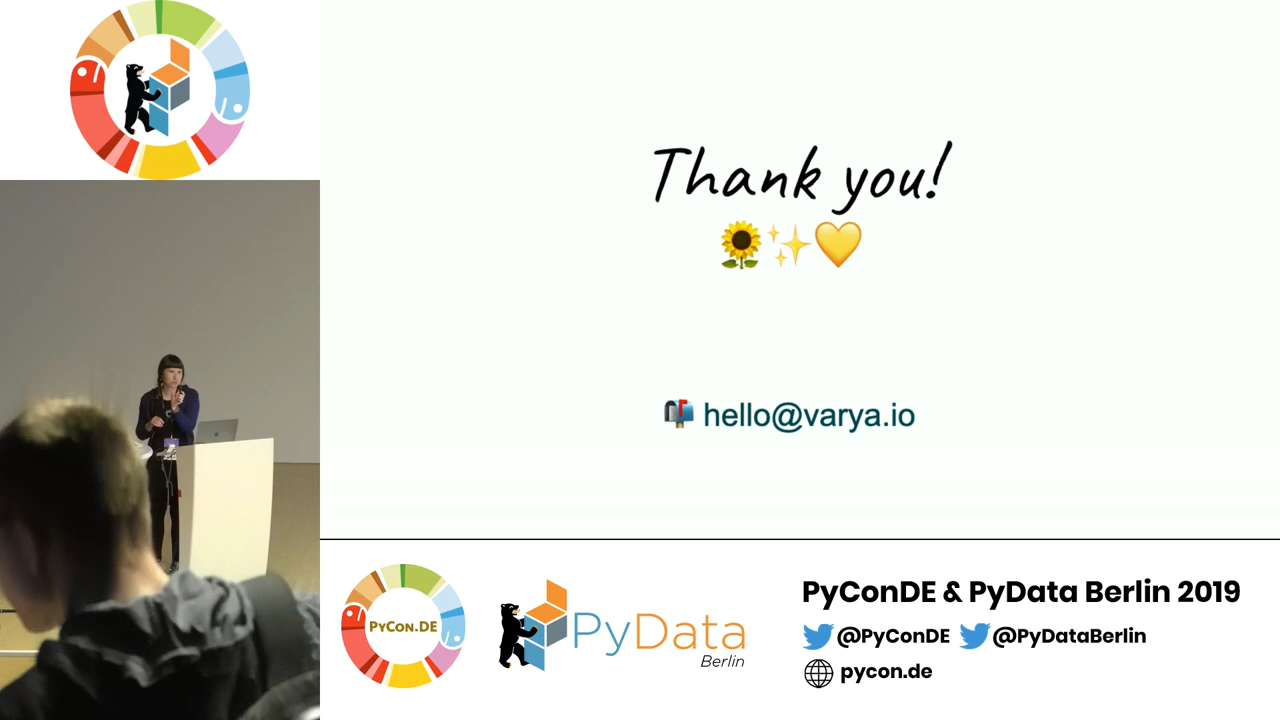 Thank you!
hello@varya.io
PYCON.DE
PyData
Berlin
PyConDE & PyData Berlin 2019
@PyConDE @PyDataBerlin
pycon.de